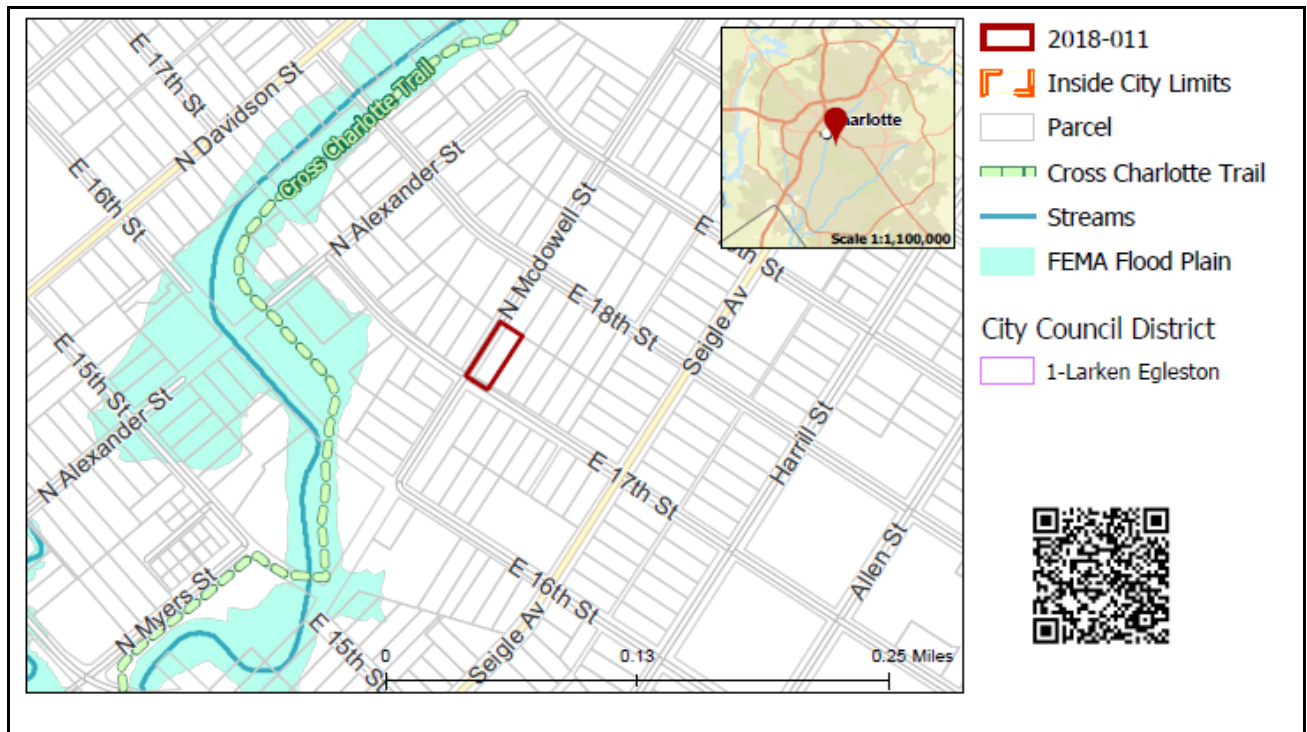 E 17th St
N Davidson St
Cross Charlotte Trail
E 16th St
N Alexander St
N Mcdowell St
harlotte
Scale 1:1,100,000
E 18th St
Seigle Av
E 15th St
N Alexander St
E 17th St
Harrill St
Allen St
E 16th St
N Myers St
E 15th St
Seigle Av
0
0.13
0.25 Miles
2018-011
Inside City Limits
Parcel
Cross Charlotte Trail
Streams
FEMA Flood Plain
City Council District
1-Larken Egleston